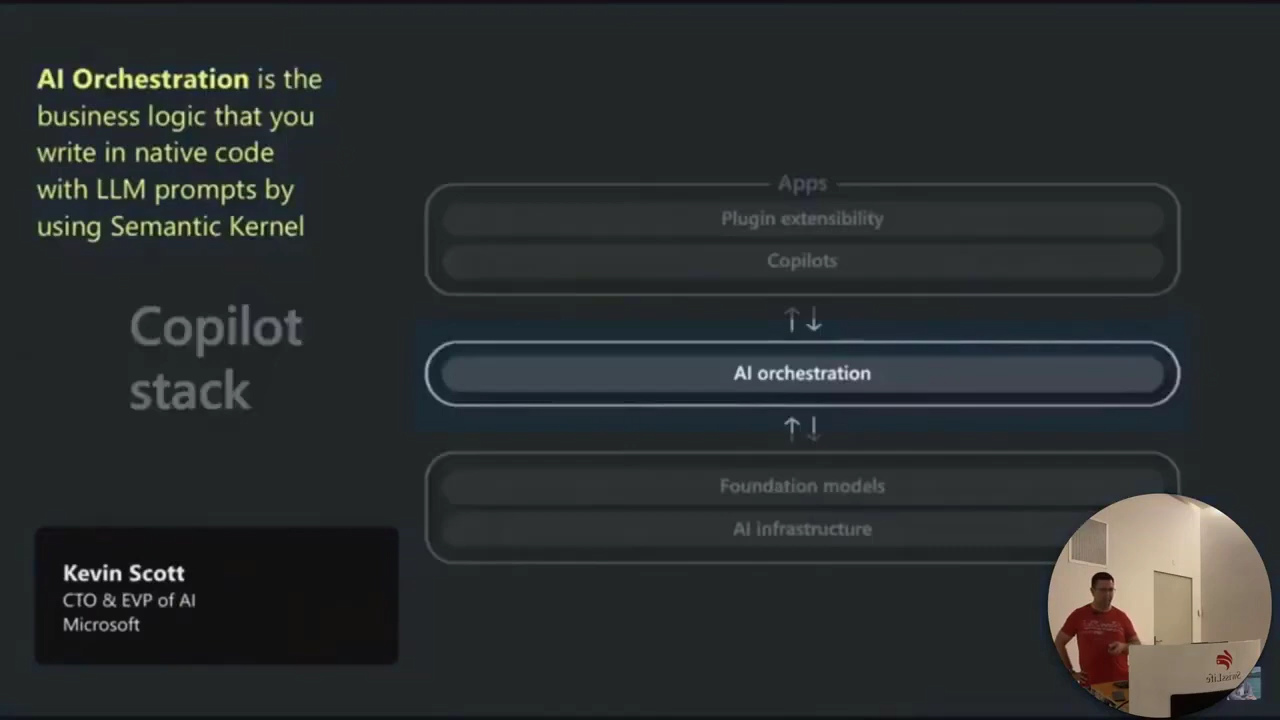 AI Orchestration is the
business logic that you
write in native code
with LLM prompts by
using Semantic Kernel
Copilot
stack
Apps
Plugin extensibility
Copilots
AI orchestration
Foundation models
AI infrastructure
Kevin Scott
CTO & EVP of AI
Microsoft
SwissLife